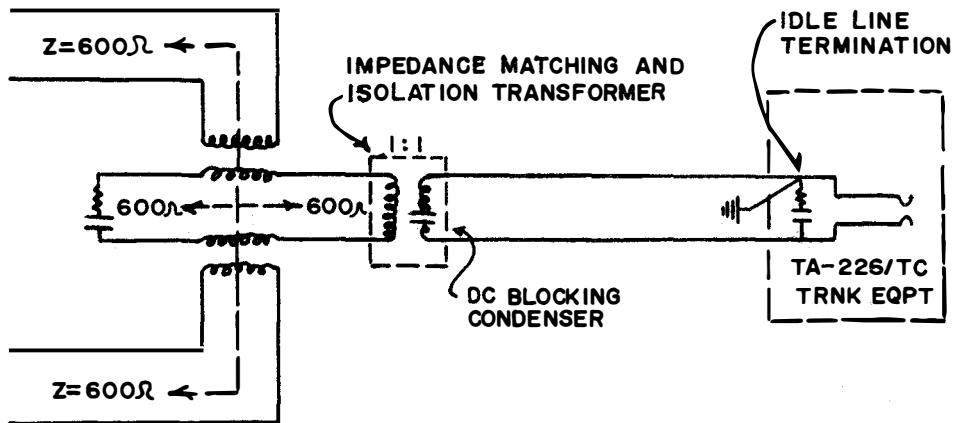 Z=600Ω
IDLE LINE
TERMINATION
IMPEDANCE MATCHING AND
ISOLATION TRANSFORMER
1:1
600Ω
600Ω
TA-226/TC
TRNK EQPT
DC BLOCKING
CONDENSER
Z=600Ω